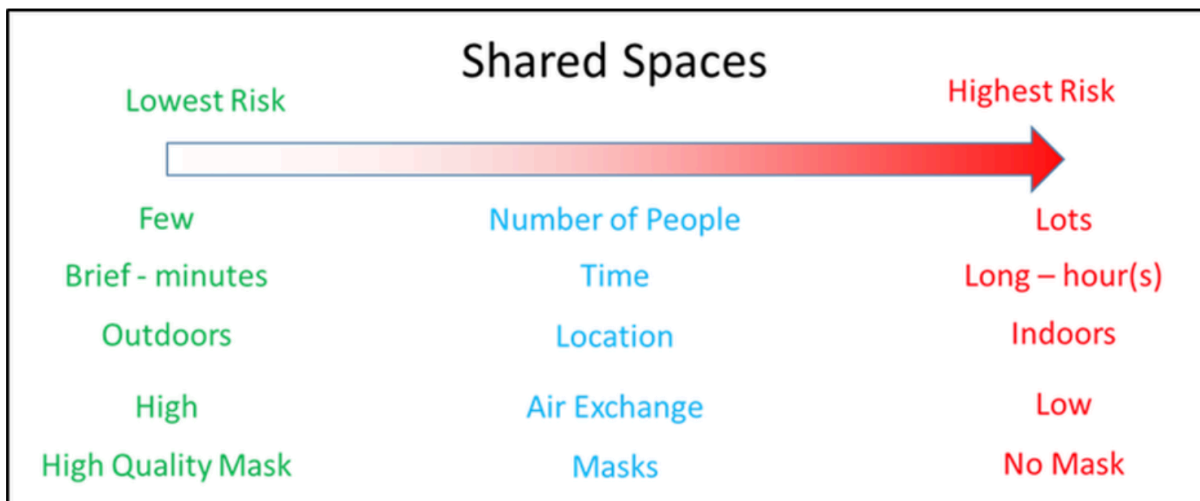 Shared Spaces
Lowest Risk
Highest Risk
Few Number of People Lots
Brief - minutes Time Long – hour(s)
Outdoors Location Indoors
High Air Exchange Low
High Quality Mask Masks No Mask